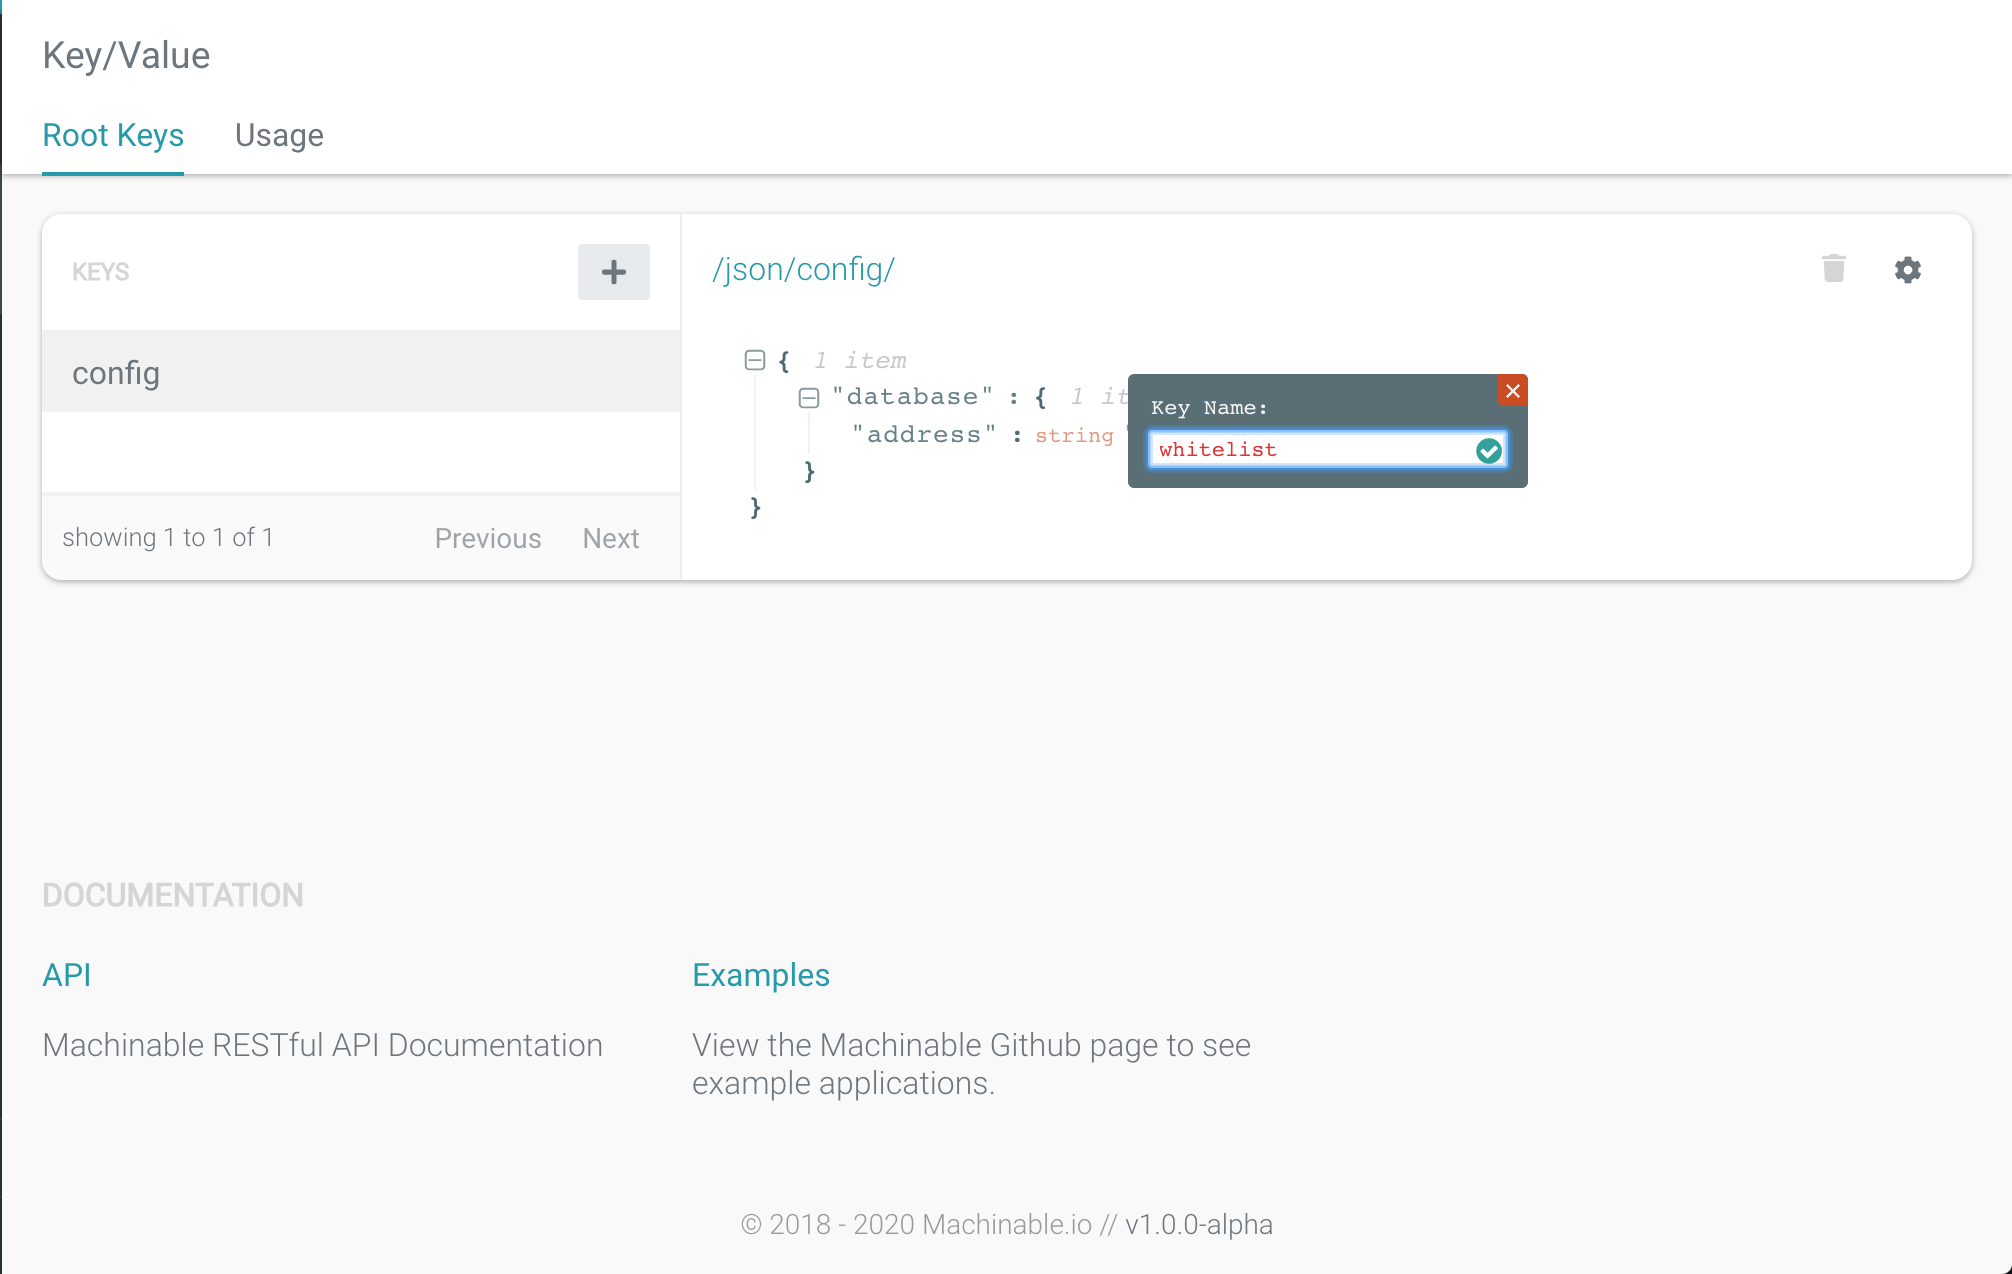 Key/Value
Root Keys Usage
KEYS +
config
showing 1 to 1 of 1 Previous Next
/json/config/
{ 1 item
"database" : { 1 it
"address" : string "
}
}
Key Name:
whitelist
DOCUMENTATION
API
Machinable RESTful API Documentation
Examples
View the Machinable Github page to see
example applications.
© 2018 - 2020 Machinable.io // v1.0.0-alpha